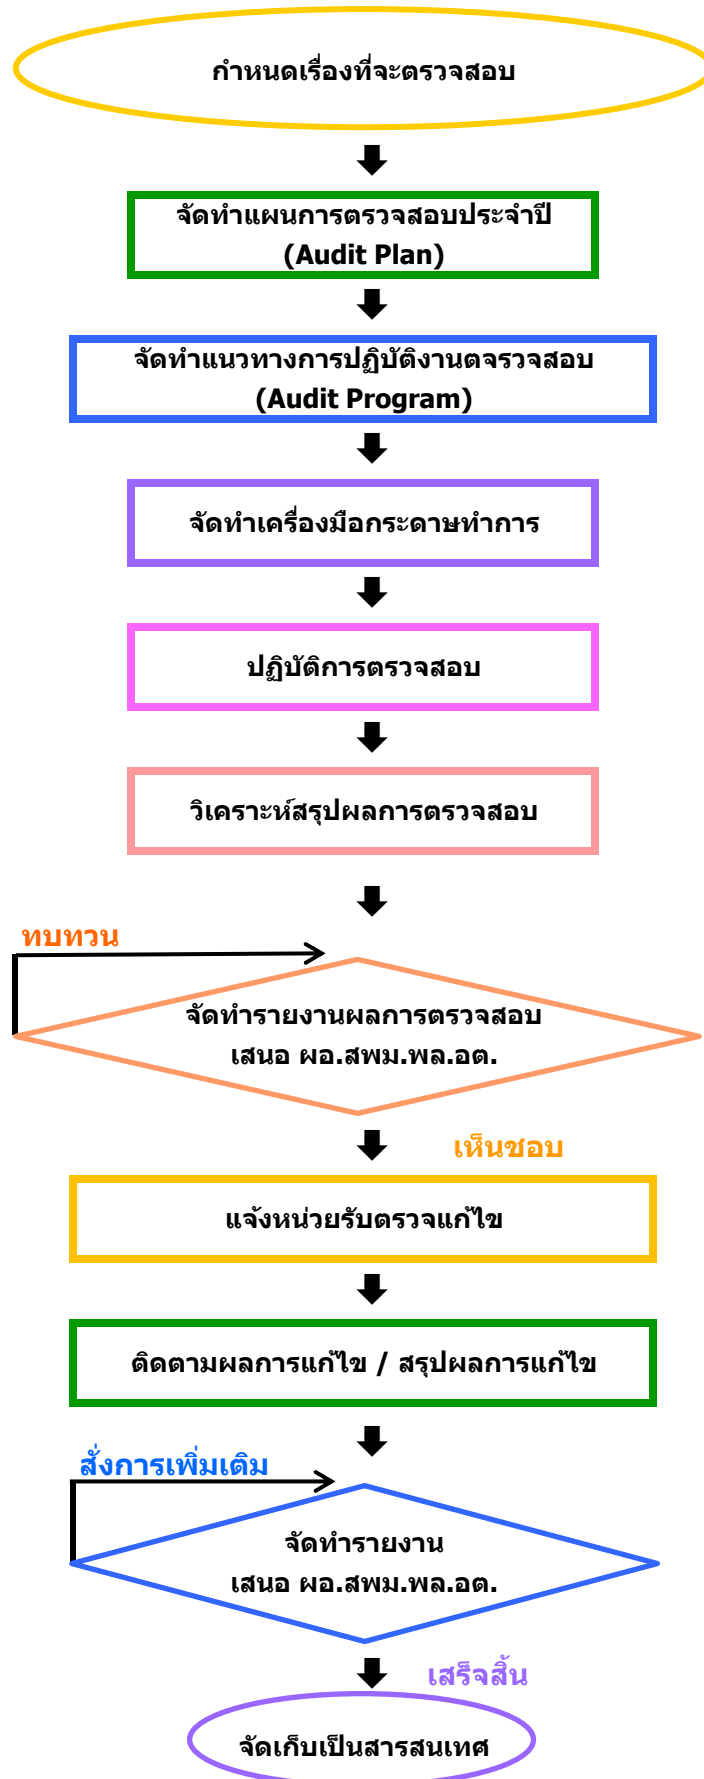 กำหนดเรื่องที่จะตรวจสอบ
จัดทำแผนการตรวจสอบประจำปี
(Audit Plan)
จัดทำแนวทางการปฏิบัติงานตจรวจสอบ
(Audit Program)
จัดทำเครื่องมือกระดาษทำการ
ปฏิบัติการตรวจสอบ
วิเคราะห์สรุปผลการตรวจสอบ
ทบทวน
จัดทำรายงานผลการตรวจสอบ
เสนอ ผอ.สพม.พล.อต.
เห็นชอบ
แจ้งหน่วยรับตรวจแก้ไข
ติดตามผลการแก้ไข / สรุปผลการแก้ไข
สั่งการเพิ่มเติม
จัดทำรายงาน
เสนอ ผอ.สพม.พล.อต.
เสร็จสิ้น
จัดเก็บเป็นสารสนเทศ